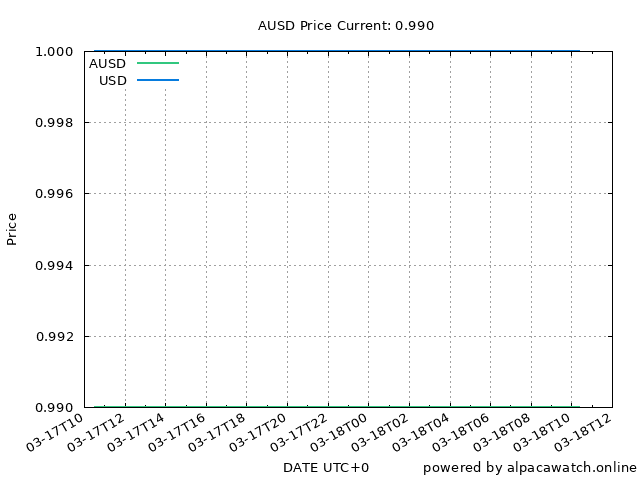 AUSD Price Current: 0.990
1.000
AUSD
USD
0.998
0.996
Price
0.994
0.992
0.990
03-17T10 03-17T12 03-17T14 03-17T16 03-17T18 03-17T20 03-17T22 03-18T00 03-18T02 03-18T04 03-18T06 03-18T08 03-18T10 03-18T12
DATE UTC+0
powered by alpacawatch.online